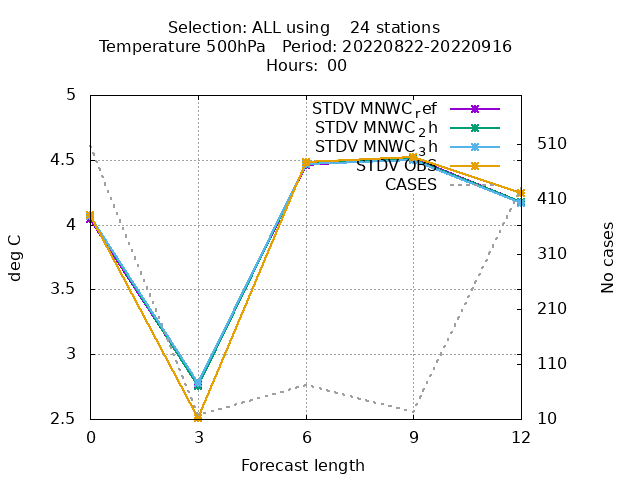 Selection: ALL using    24 stations
Temperature 500hPa   Period: 20220822-20220916
Hours: 00
STDV MNWC_ref
STDV MNWC_2h
STDV MNWC_3h
STDV OBS
CASES
5
4.5
4
3.5
3
2.5
510
410
310
210
110
10
0
3
6
9
12
deg C
No cases
Forecast length